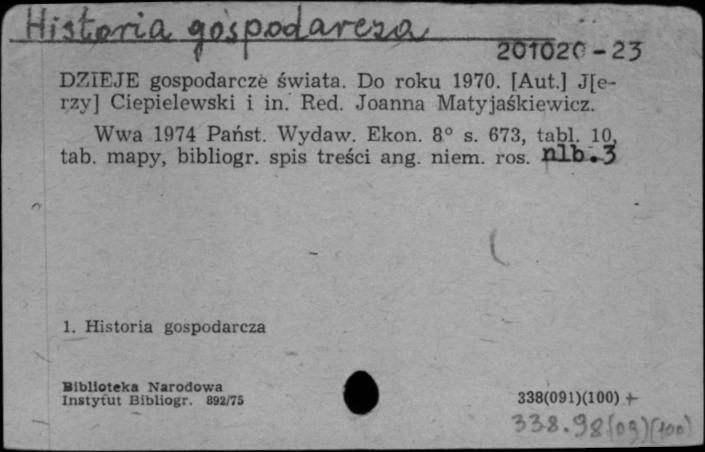 Historia gospodarcza
201020-23
DZIEJE gospodarcze świata. Do roku 1970. [Aut.] J[e-
rzy] Ciepielewski i in. Red. Joanna Matyjaśkiewicz.
Wwa 1974 Państ. Wydaw. Ekon. 8° s. 673, tabl. 10,
tab. mapy, bibliogr. spis treści ang. niem. ros. nlb.3
1. Historia gospodarcza
Biblioteka Narodowa
Instytut Bibliogr. 892/75
338(091)(100) +
338.98(09)(100)